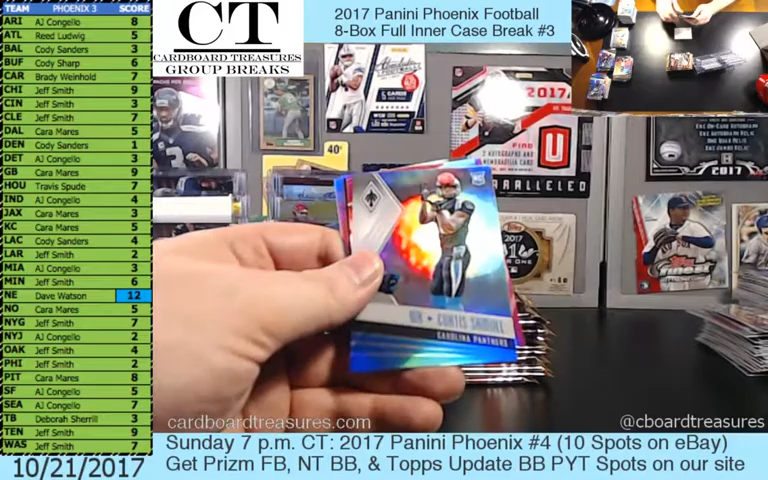 TEAM PHOENIX 3 SCORE
ARI AJ Congello 8
ATL Reed Ludwig 5
BAL Cody Sanders 3
BUF Cody Sharp 6
CAR Brady Weinhold 7
CHI Jeff Smith 9
CIN Jeff Smith 3
CLE Jeff Smith 7
DAL Cara Mares 5
DEN Cody Sanders 1
DET AJ Congello 3
GB Cara Mares 9
HOU Travis Spude 7
IND AJ Congello 4
JAX Cara Mares 3
KC Cara Mares 5
LAC Cody Sanders 4
LAR Jeff Smith 2
MIA AJ Congello 3
MIN Jeff Smith 6
NE Dave Watson 12
NO Cara Mares 5
NYG Jeff Smith 7
NYJ AJ Congello 2
OAK Jeff Smith 4
PHI Jeff Smith 2
PIT Cara Mares 8
SF AJ Congello 5
SEA AJ Congello 7
TB Deborah Sherrill 3
TEN Jeff Smith 9
WAS Jeff Smith 7
10/21/2017
CT
CARDBOARD TREASURES
GROUP BREAKS
2017 Panini Phoenix Football
8-Box Full Inner Case Break #3
40¢
2017
2017
2017
WR • CURTIS SAMUEL
CAROLINA PANTHERS
cardboardtreasures.com
@cboardtreasures
Sunday 7 p.m. CT: 2017 Panini Phoenix #4 (10 Spots on eBay)
Get Prizm FB, NT BB, & Topps Update BB PYT Spots on our site